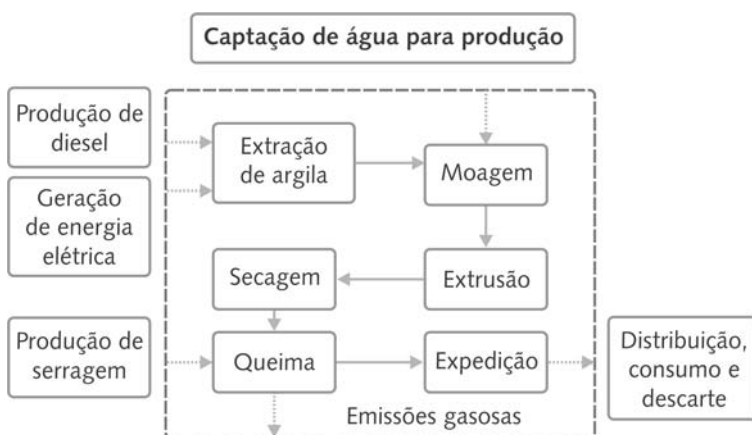 Captação de água para produção
Produção de
diesel
Extração
de argila
Moagem
Geração
de energia
elétrica
Secagem
Extrusão
Produção de
serragem
Queima
Expedição
Distribuição,
consumo e
descarte
Emissões gasosas